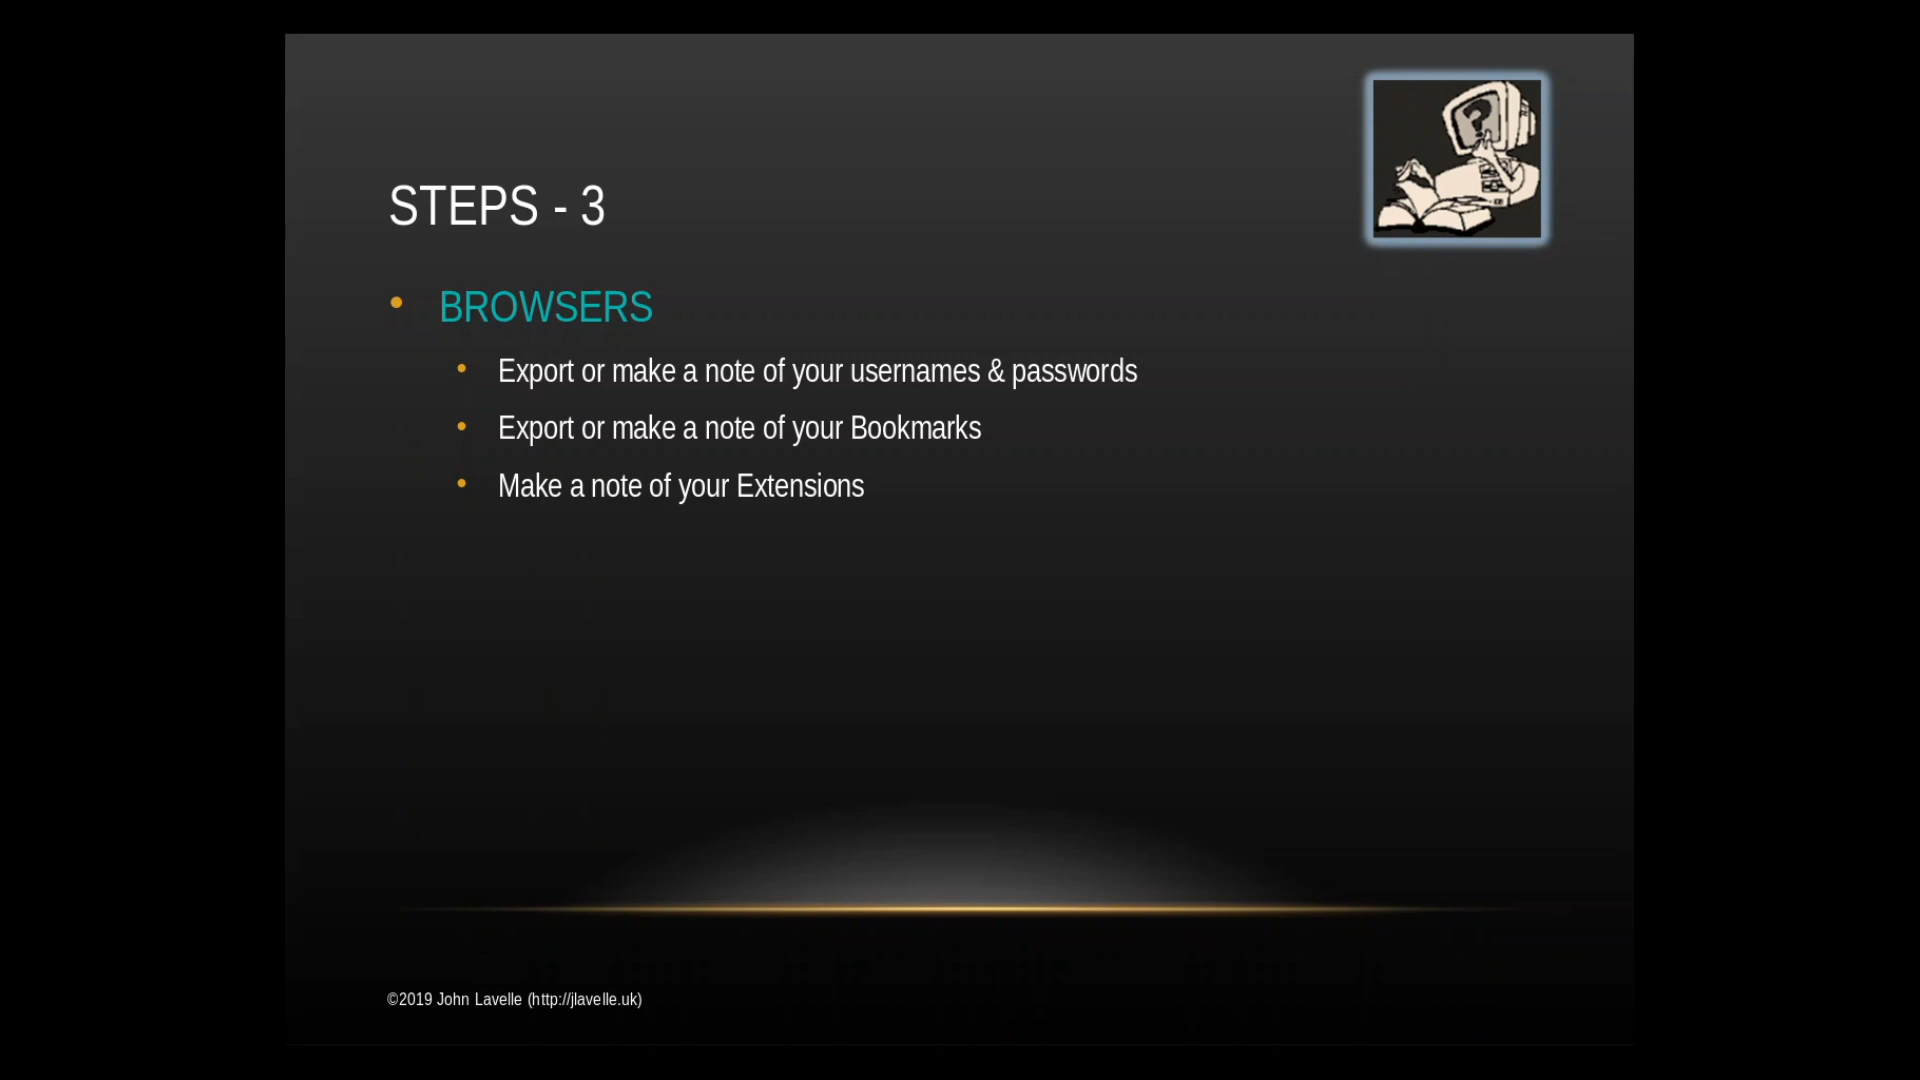 STEPS - 3
• BROWSERS
• Export or make a note of your usernames & passwords
• Export or make a note of your Bookmarks
• Make a note of your Extensions
?
©2019 John Lavelle (http://jlavelle.uk)